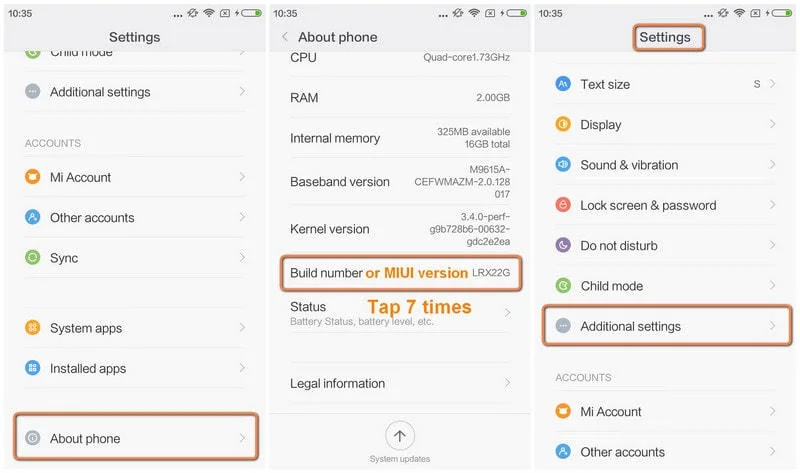 10:35
Settings
Child mode
Additional settings
ACCOUNTS
Mi Account
Other accounts
Sync
System apps
Installed apps
About phone
10:35
About phone
CPU Quad-core1.73GHz
RAM 2.00GB
Internal memory 325MB available
16GB total
Baseband version M9615A-
CEFWMAZM-2.0.128
017
Kernel version 3.4.0-perf-
g9b728b6-00632-
gdc2e2ea
Build number or MIUI version LRX22G
Status Tap 7 times
Battery Status, battery level, etc.
Legal information
System updates
10:35
Settings
Text size S
Display
Sound & vibration
Lock screen & password
Do not disturb
Child mode
Additional settings
ACCOUNTS
Mi Account
Other accounts